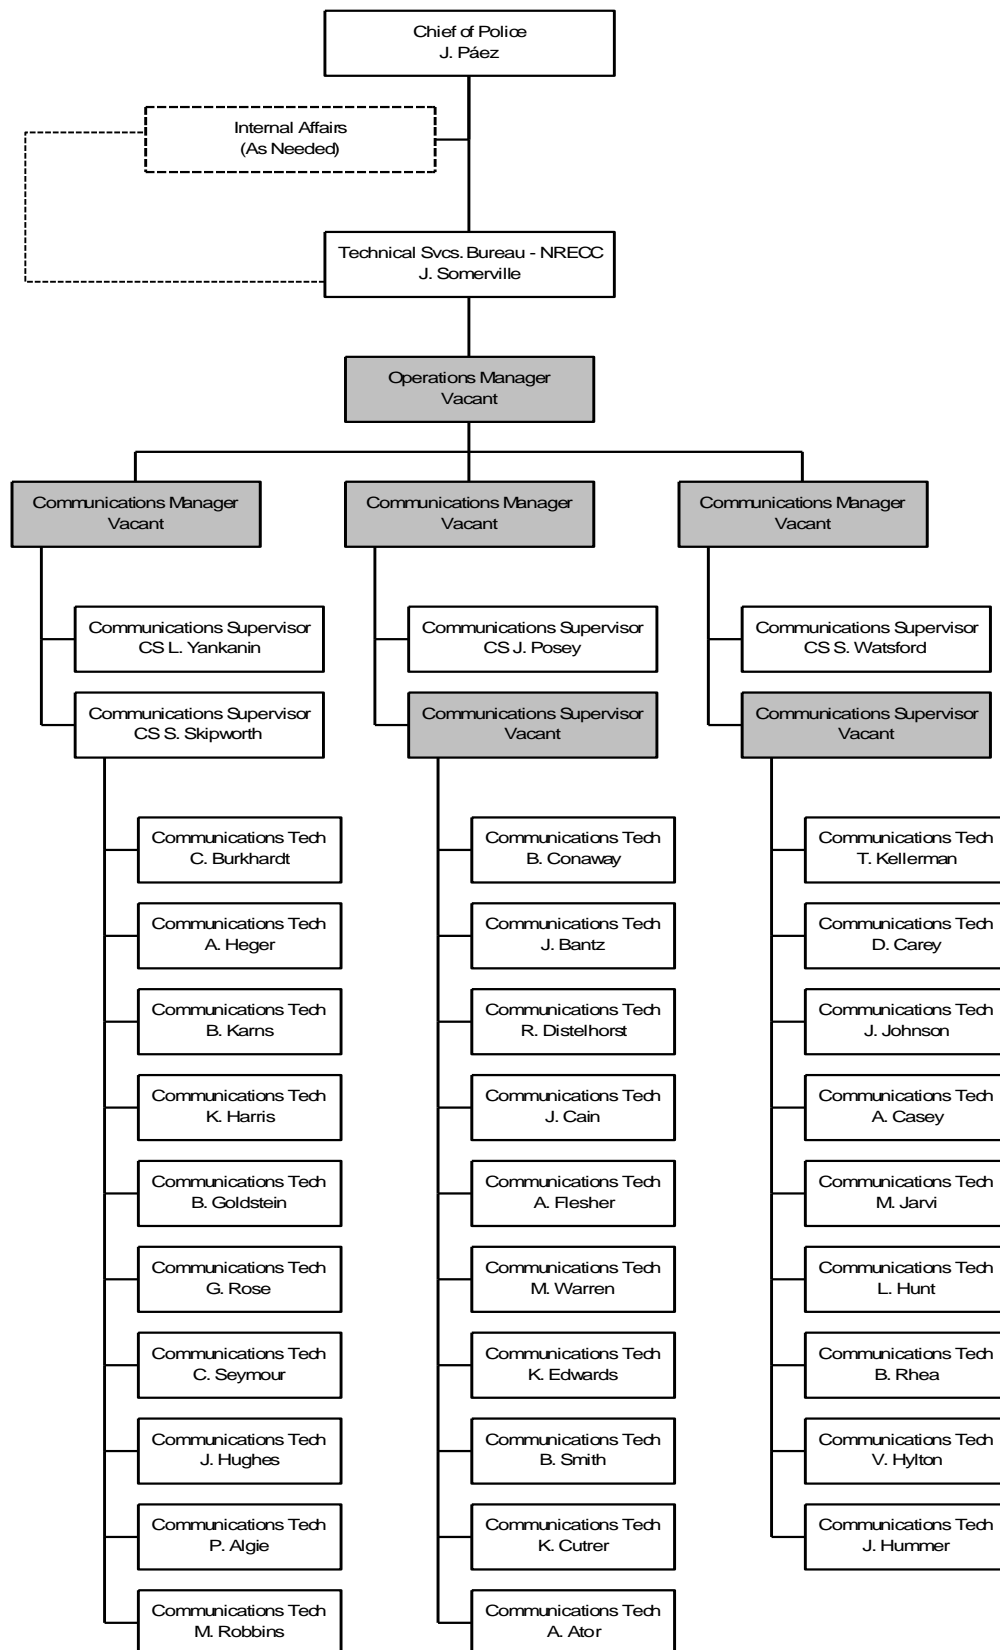 Chief of Police
J. Páez
Internal Affairs
(As Needed)
Technical Svcs. Bureau - NRECC
J. Somerville
Operations Manager
Vacant
Communications Manager
Vacant
Communications Manager
Vacant
Communications Manager
Vacant
Communications Supervisor
CS L. Yankanin
Communications Supervisor
CS J. Posey
Communications Supervisor
CS S. Watsford
Communications Supervisor
CS S. Skipworth
Communications Supervisor
Vacant
Communications Supervisor
Vacant
Communications Tech
C. Burkhardt
Communications Tech
B. Conaway
Communications Tech
T. Kellerman
Communications Tech
A. Heger
Communications Tech
J. Bantz
Communications Tech
D. Carey
Communications Tech
B. Karns
Communications Tech
R. Distelhorst
Communications Tech
J. Johnson
Communications Tech
K. Harris
Communications Tech
J. Cain
Communications Tech
A. Casey
Communications Tech
B. Goldstein
Communications Tech
A. Flesher
Communications Tech
M. Jarvi
Communications Tech
G. Rose
Communications Tech
M. Warren
Communications Tech
L. Hunt
Communications Tech
C. Seymour
Communications Tech
K. Edwards
Communications Tech
B. Rhea
Communications Tech
J. Hughes
Communications Tech
B. Smith
Communications Tech
V. Hylton
Communications Tech
P. Algie
Communications Tech
K. Cutrer
Communications Tech
J. Hummer
Communications Tech
M. Robbins
Communications Tech
A. Ator